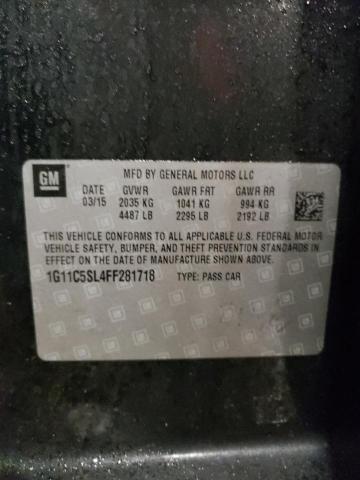 GM
MFD BY GENERAL MOTORS LLC
DATE GVWR GAWR FRT GAWR RR
03/15 2035 KG 1041 KG 994 KG
4487 LB 2295 LB 2192 LB
THIS VEHICLE CONFORMS TO ALL APPLICABLE U.S. FEDERAL MOTOR
VEHICLE SAFETY, BUMPER, AND THEFT PREVENTION STANDARDS IN
EFFECT ON THE DATE OF MANUFACTURE SHOWN ABOVE.
1G11C5SL4FF281718 TYPE: PASS CAR